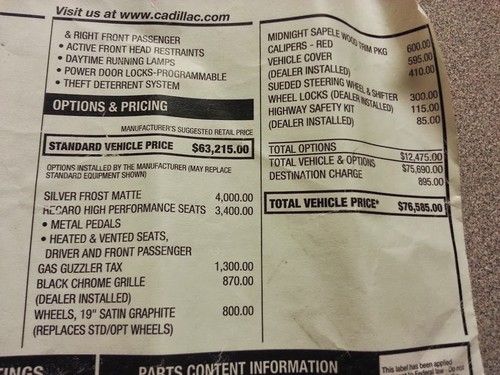 Visit us at www.cadillac.com
& RIGHT FRONT PASSENGER
• ACTIVE FRONT HEAD RESTRAINTS
• DAYTIME RUNNING LAMPS
• POWER DOOR LOCKS-PROGRAMMABLE
• THEFT DETERRENT SYSTEM
OPTIONS & PRICING
MANUFACTURER'S SUGGESTED RETAIL PRICE
STANDARD VEHICLE PRICE $63,215.00
OPTIONS INSTALLED BY THE MANUFACTURER (MAY REPLACE
STANDARD EQUIPMENT SHOWN)
SILVER FROST MATTE 4,000.00
RECARO HIGH PERFORMANCE SEATS 3,400.00
• METAL PEDALS
• HEATED & VENTED SEATS,
DRIVER AND FRONT PASSENGER
GAS GUZZLER TAX 1,300.00
BLACK CHROME GRILLE 870.00
(DEALER INSTALLED)
WHEELS, 19" SATIN GRAPHITE 800.00
(REPLACES STD/OPT WHEELS)
MIDNIGHT SAPELE WOOD TRIM PKG 600.00
CALIPERS - RED 595.00
VEHICLE COVER 410.00
(DEALER INSTALLED)
SUEDED STEERING WHEEL & SHIFTER 300.00
WHEEL LOCKS (DEALER INSTALLED) 115.00
HIGHWAY SAFETY KIT 85.00
(DEALER INSTALLED)
TOTAL OPTIONS $12,475.00
TOTAL VEHICLE & OPTIONS $75,690.00
DESTINATION CHARGE 895.00
TOTAL VEHICLE PRICE* $76,585.00
PARTS CONTENT INFORMATION
This label has been applied
to Federal law Do not